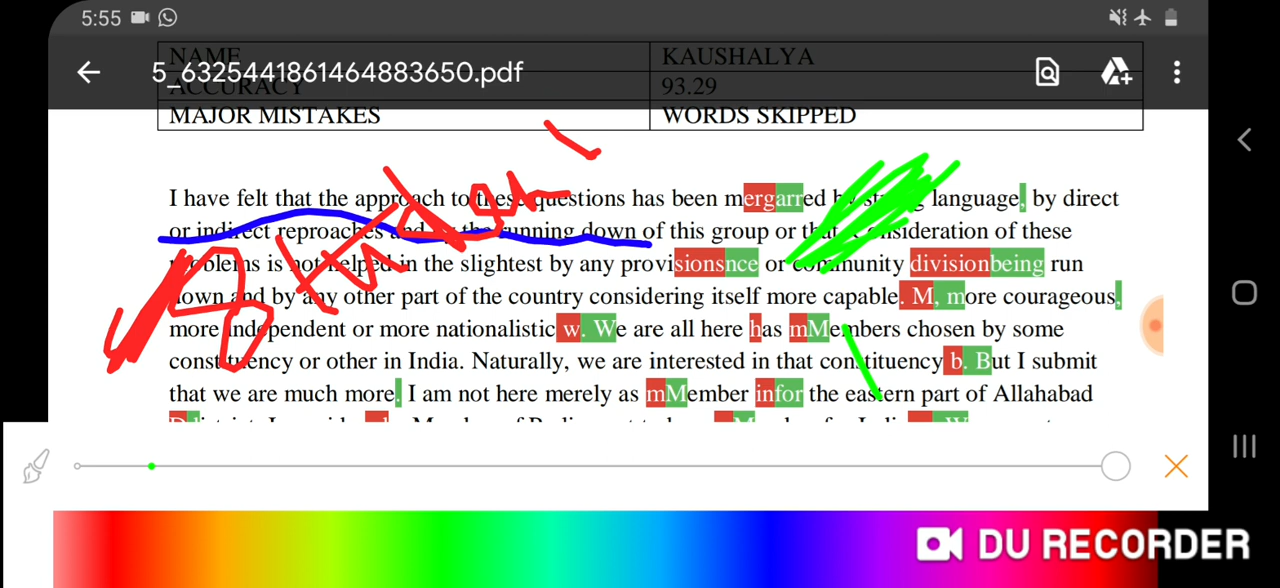 5:55
NAME KAUSHALYA
5_6325441861464883650.pdf
ACCURACY 93.29
MAJOR MISTAKES WORDS SKIPPED
I have felt that the approach to these questions has been mergarred by strong language, by direct
or indirect reproaches and by the running down of this group or that. Consideration of these
problems is not helped in the slightest by any provisionsnce or community divisionbeing run
down and by any other part of the country considering itself more capable. M, more courageous,
more independent or more nationalistic w. We are all here has mMembers chosen by some
constituency or other in India. Naturally, we are interested in that constituency b. But I submit
that we are much more. I am not here merely as mMember infor the eastern part of Allahabad
DU RECORDER